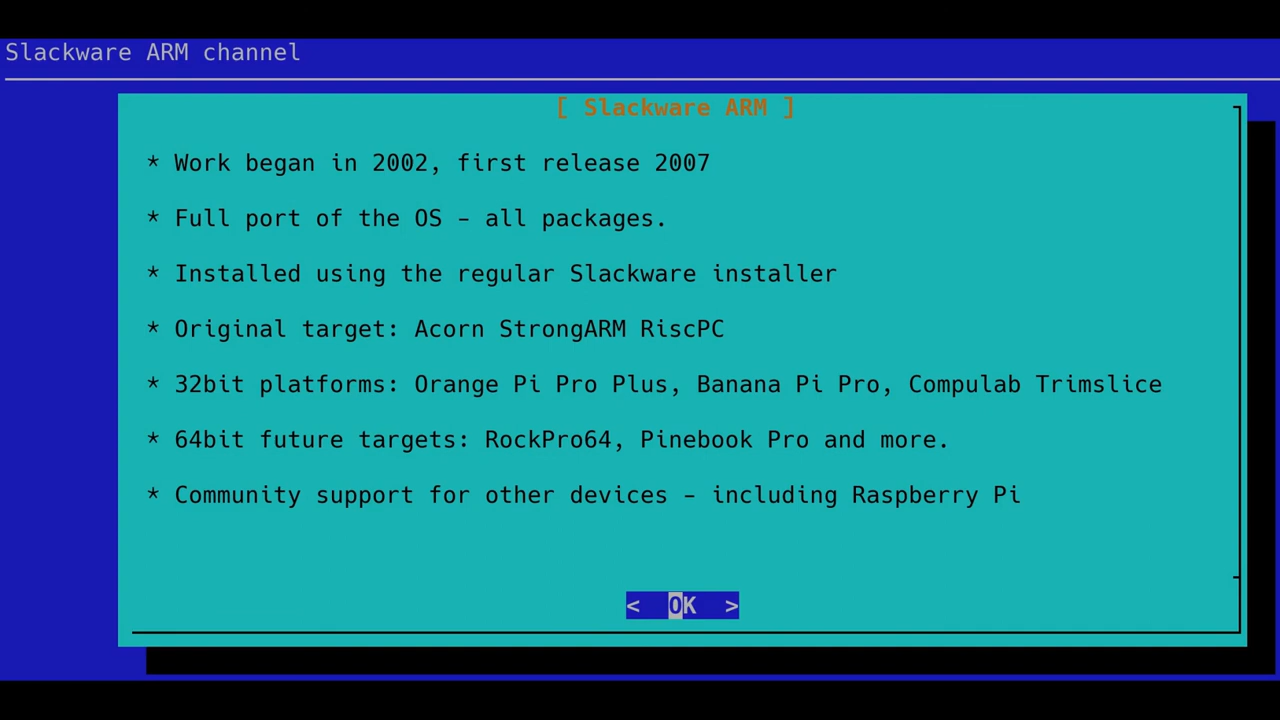 Slackware ARM channel
[ Slackware ARM ]
* Work began in 2002, first release 2007
* Full port of the OS - all packages.
* Installed using the regular Slackware installer
* Original target: Acorn StrongARM RiscPC
* 32bit platforms: Orange Pi Pro Plus, Banana Pi Pro, Compulab Trimslice
* 64bit future targets: RockPro64, Pinebook Pro and more.
* Community support for other devices - including Raspberry Pi
< OK >